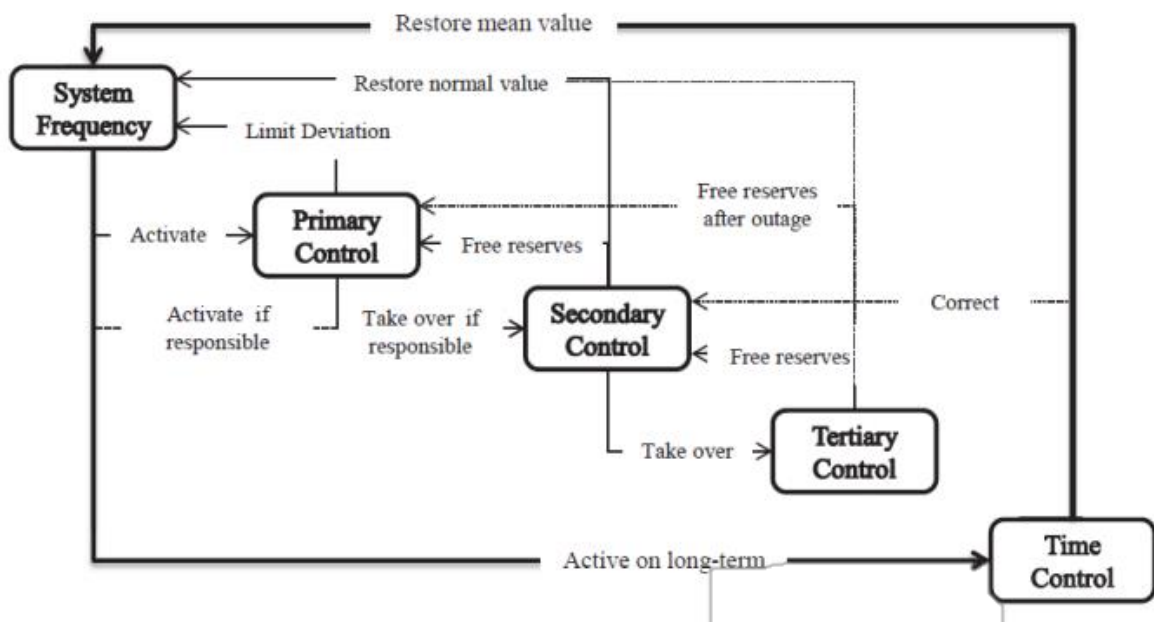 Restore mean value
System
Frequency
Restore normal value
Limit Deviation
Primary
Control
Free reserves
after outage
Activate
Free reserves
Activate if
responsible
Take over if
responsible
Secondary
Control
Correct
Free reserves
Take over
Tertiary
Control
Active on long-term
Time
Control